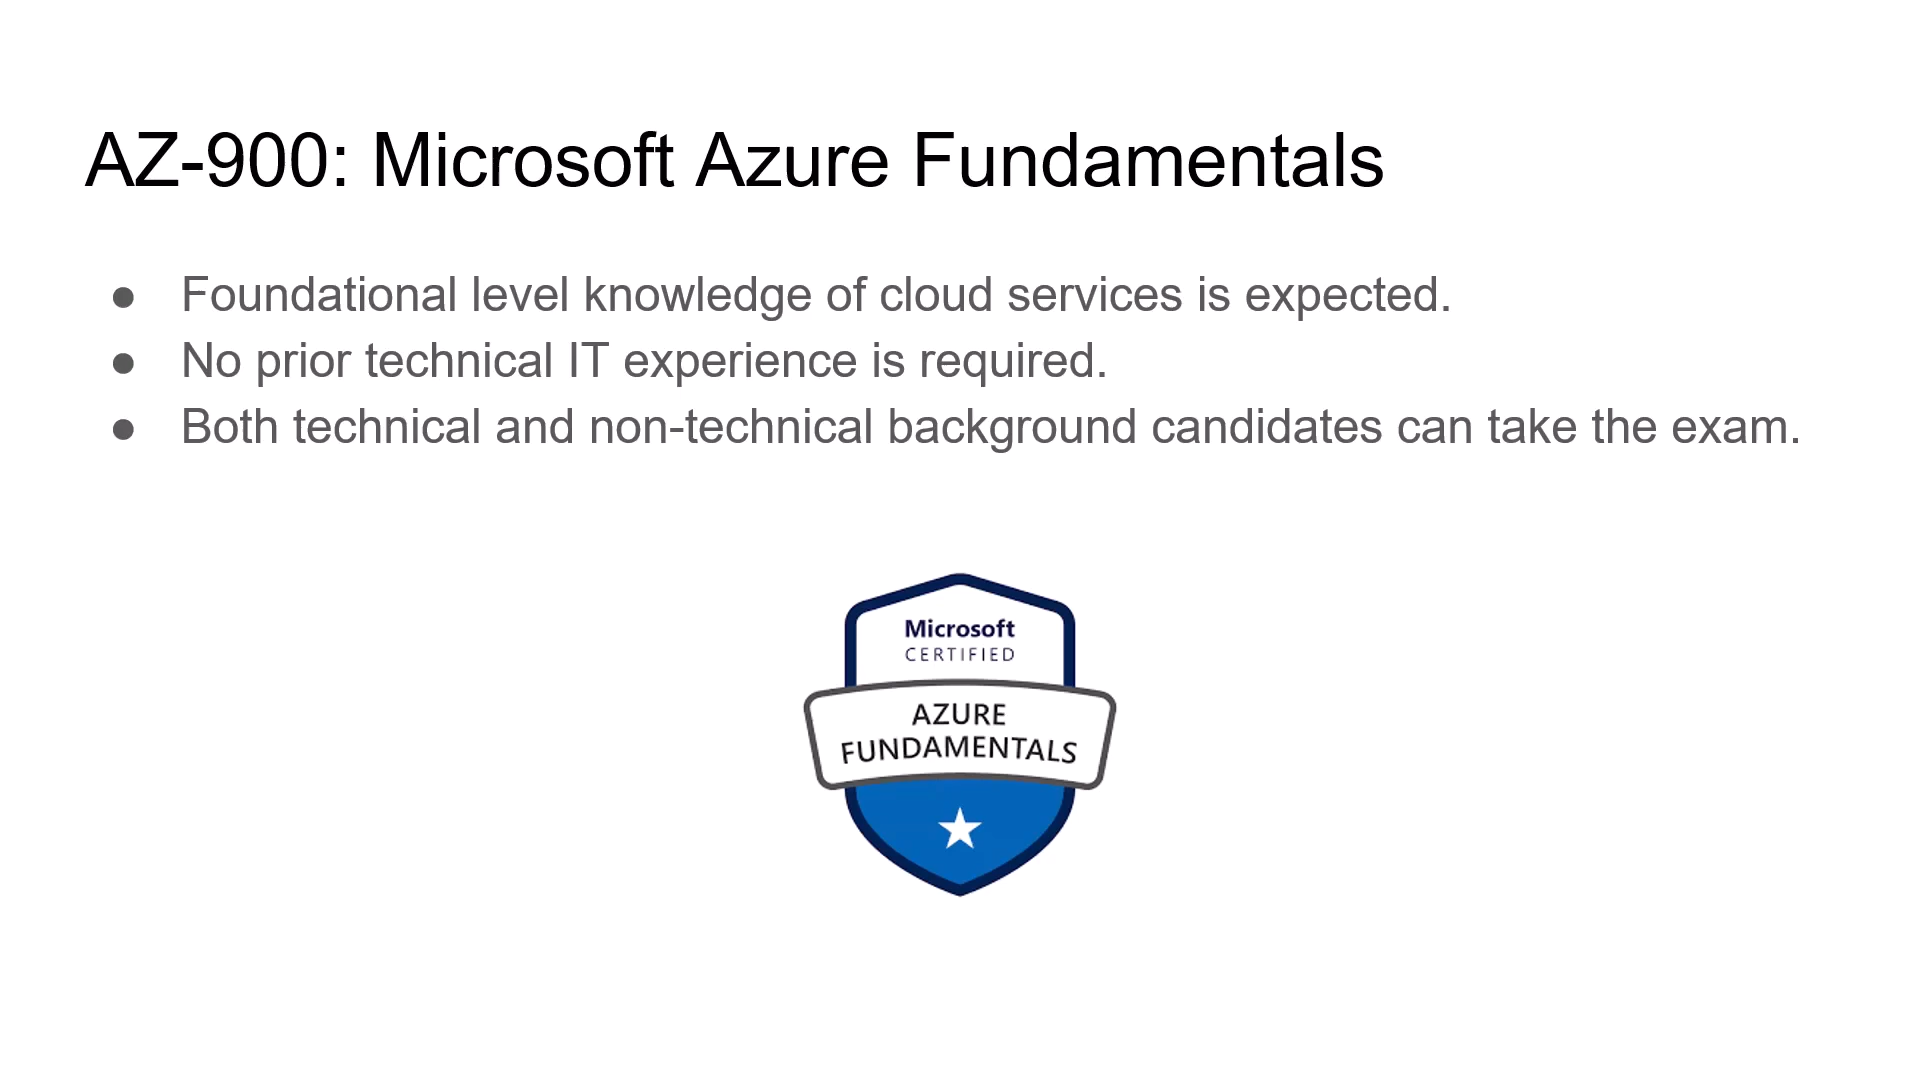 AZ-900: Microsoft Azure Fundamentals
● Foundational level knowledge of cloud services is expected.
● No prior technical IT experience is required.
● Both technical and non-technical background candidates can take the exam.
Microsoft
CERTIFIED
AZURE
FUNDAMENTALS